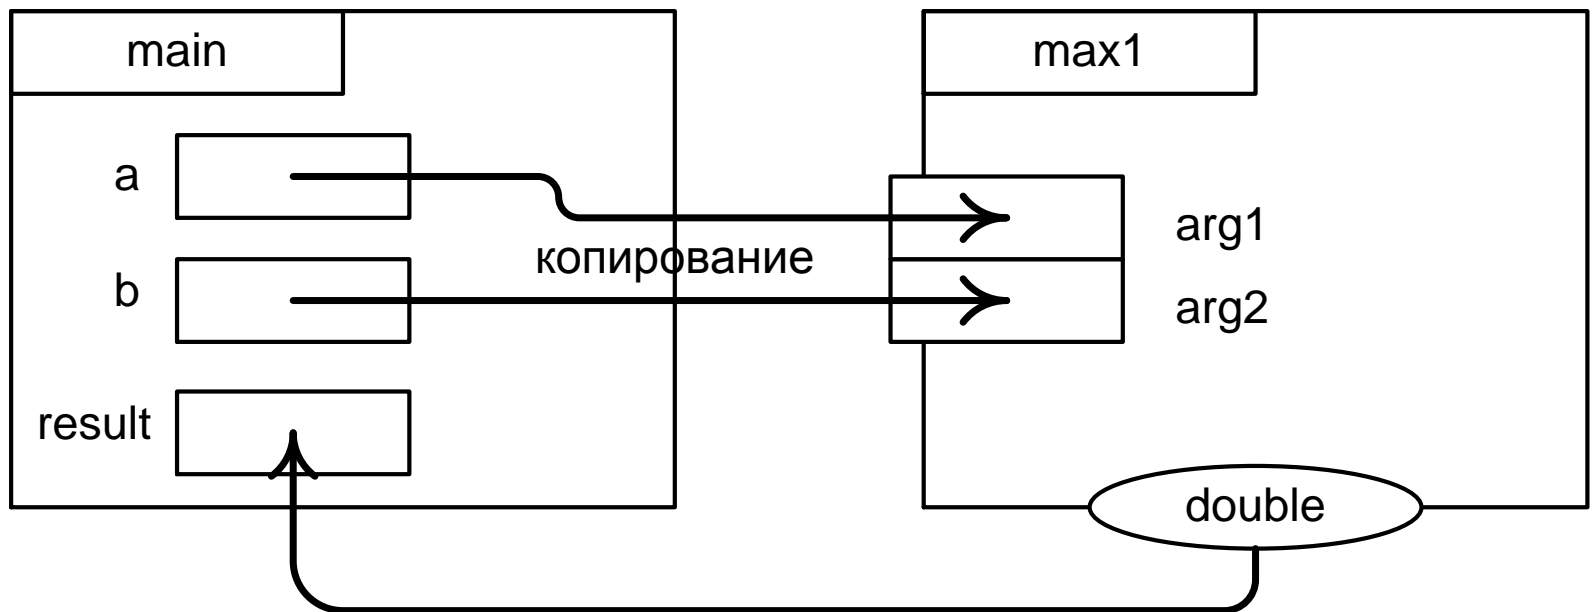 main
max1
a
arg1
копирование
b
arg2
result
double